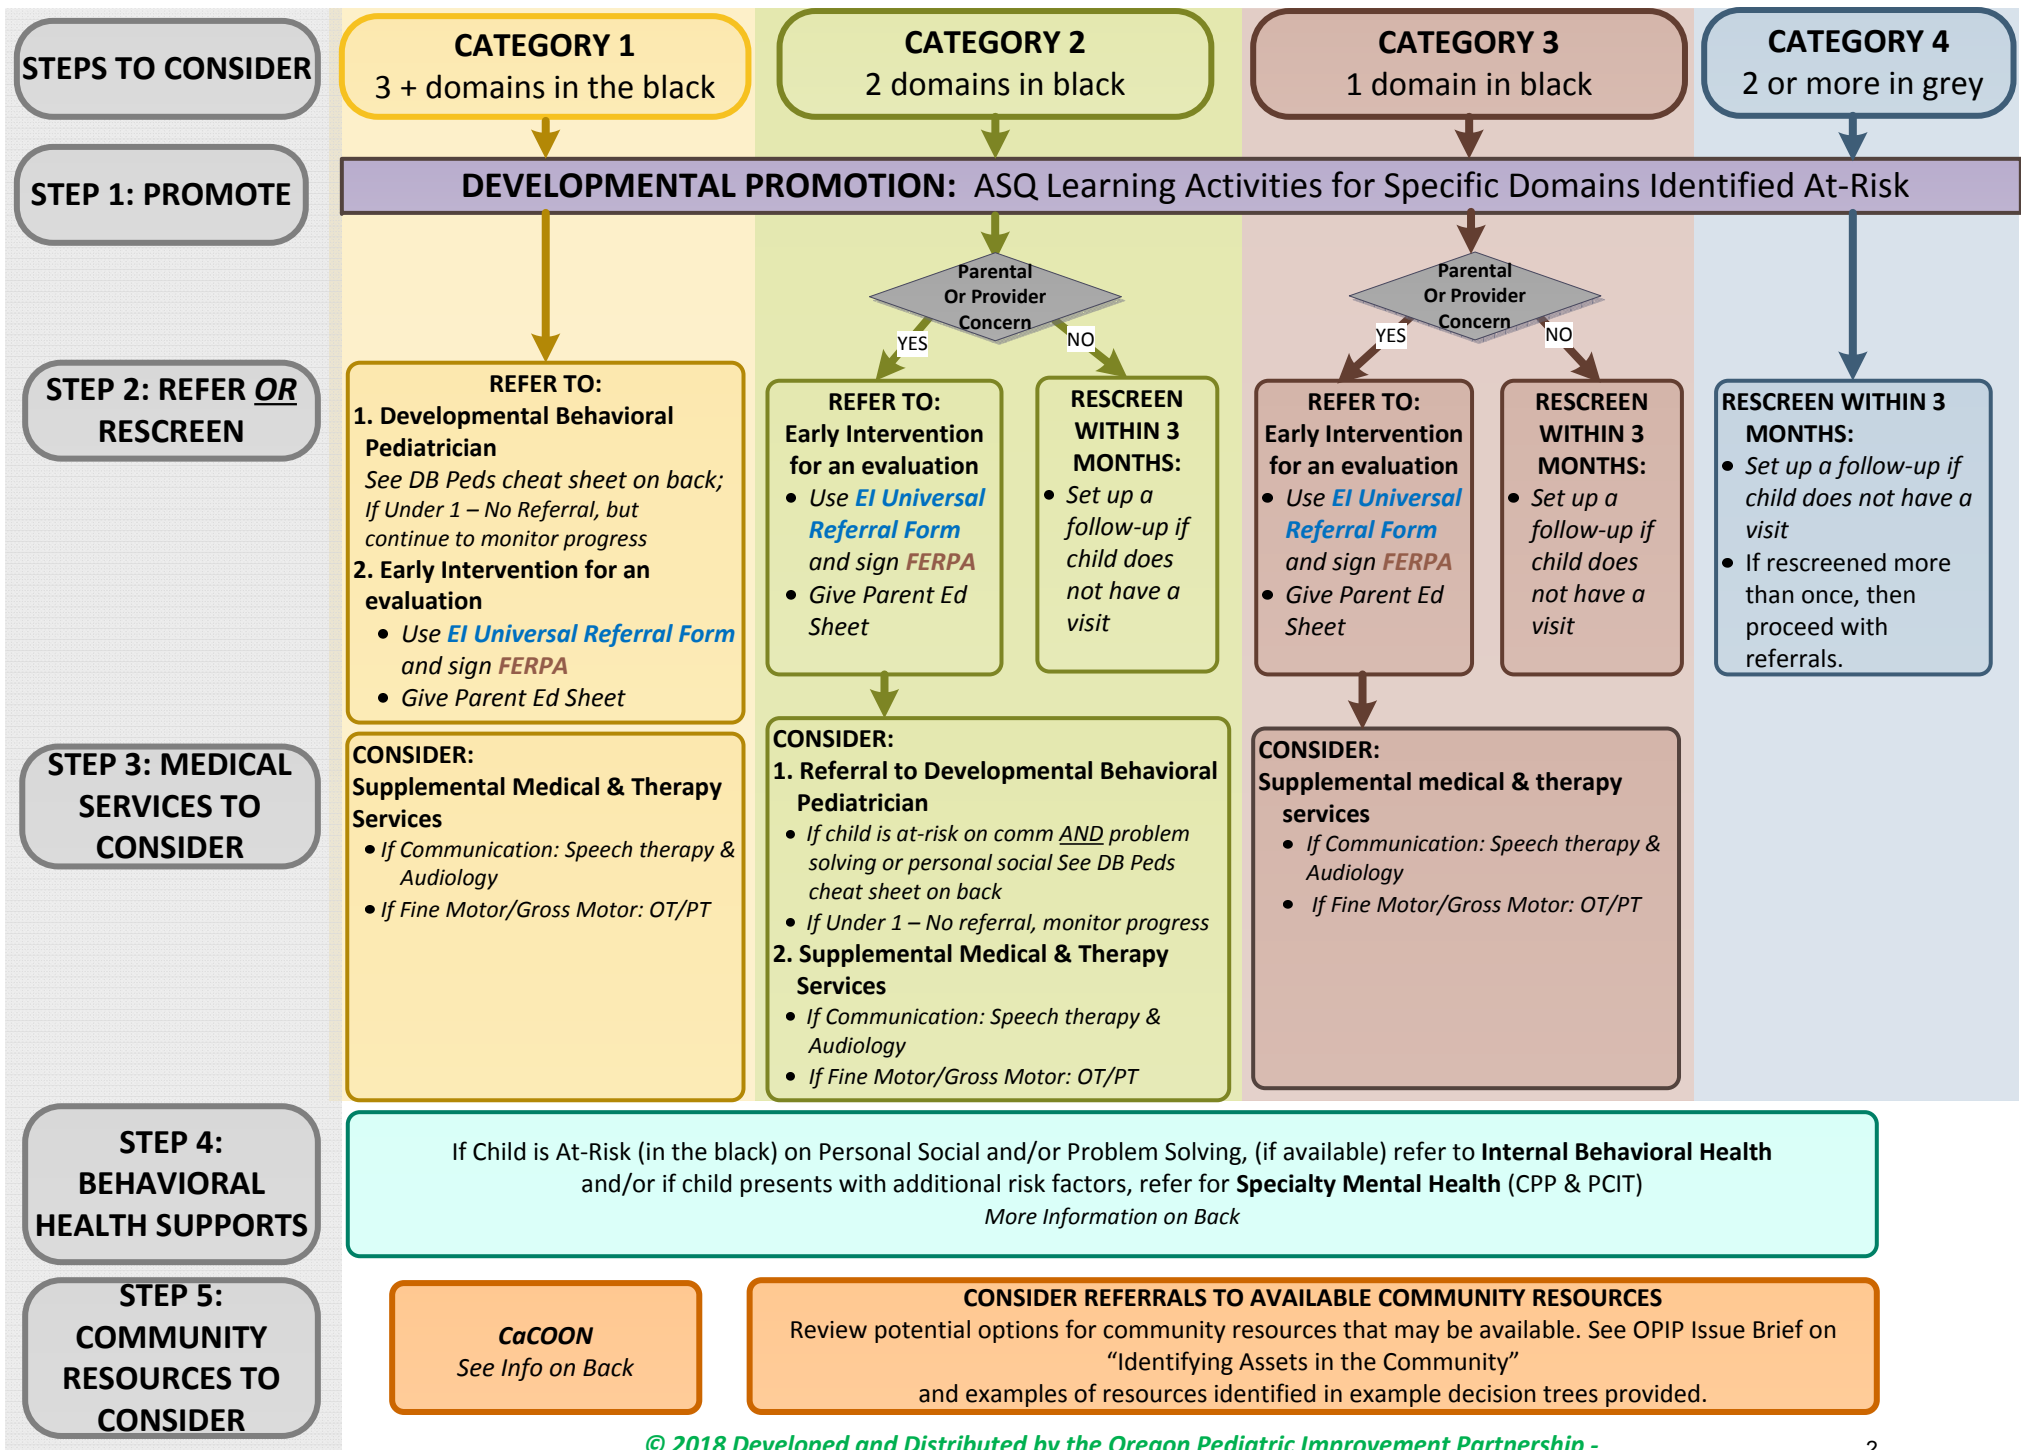 STEPS TO CONSIDER
CATEGORY 1
3 + domains in the black
CATEGORY 2
2 domains in black
CATEGORY 3
1 domain in black
CATEGORY 4
2 or more in grey
STEP 1: PROMOTE
DEVELOPMENTAL PROMOTION: ASQ Learning Activities for Specific Domains Identified At-Risk
Parental
Or Provider
Concern
YES
NO
Parental
Or Provider
Concern
YES
NO
STEP 2: REFER OR
RESCREEN
REFER TO:
1. Developmental Behavioral
Pediatrician
See DB Peds cheat sheet on back;
If Under 1 – No Referral, but
continue to monitor progress
2. Early Intervention for an
evaluation
• Use EI Universal Referral Form
and sign FERPA
• Give Parent Ed Sheet
REFER TO:
Early Intervention
for an evaluation
• Use EI Universal
Referral Form
and sign FERPA
• Give Parent Ed
Sheet
RESCREEN
WITHIN 3
MONTHS:
• Set up a
follow-up if
child does
not have a
visit
REFER TO:
Early Intervention
for an evaluation
• Use EI Universal
Referral Form
and sign FERPA
• Give Parent Ed
Sheet
RESCREEN
WITHIN 3
MONTHS:
• Set up a
follow-up if
child does
not have a
visit
RESCREEN WITHIN 3
MONTHS:
• Set up a follow-up if
child does not have a
visit
• If rescreened more
than once, then
proceed with
referrals.
STEP 3: MEDICAL
SERVICES TO
CONSIDER
CONSIDER:
Supplemental Medical & Therapy
Services
• If Communication: Speech therapy &
Audiology
• If Fine Motor/Gross Motor: OT/PT
CONSIDER:
1. Referral to Developmental Behavioral
Pediatrician
• If child is at-risk on comm AND problem
solving or personal social See DB Peds
cheat sheet on back
• If Under 1 – No referral, monitor progress
2. Supplemental Medical & Therapy
Services
• If Communication: Speech therapy &
Audiology
• If Fine Motor/Gross Motor: OT/PT
CONSIDER:
Supplemental medical & therapy
services
• If Communication: Speech therapy &
Audiology
• If Fine Motor/Gross Motor: OT/PT
STEP 4:
BEHAVIORAL
HEALTH SUPPORTS
If Child is At-Risk (in the black) on Personal Social and/or Problem Solving, (if available) refer to Internal Behavioral Health
and/or if child presents with additional risk factors, refer for Specialty Mental Health (CPP & PCIT)
More Information on Back
STEP 5:
COMMUNITY
RESOURCES TO
CONSIDER
CaCOON
See Info on Back
CONSIDER REFERRALS TO AVAILABLE COMMUNITY RESOURCES
Review potential options for community resources that may be available. See OPIP Issue Brief on
“Identifying Assets in the Community”
and examples of resources identified in example decision trees provided.
© 2018 Developed and Distributed by the Oregon Pediatric Improvement Partnership -
2